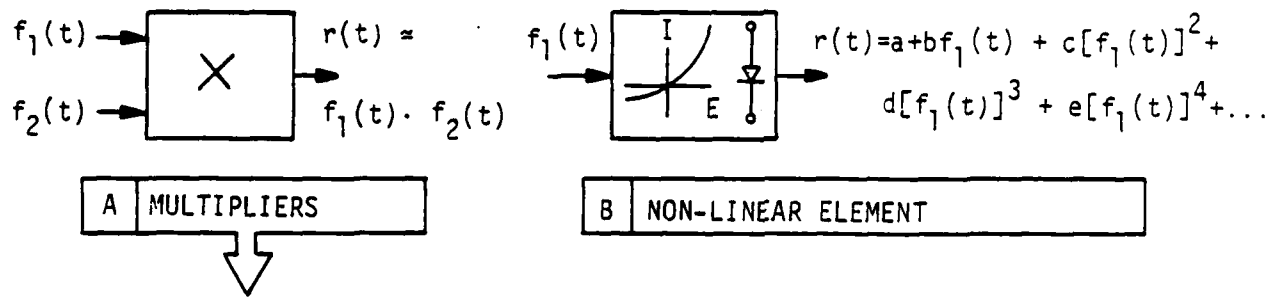 f₁(t)
f₂(t)
×
r(t) ≈
f₁(t). f₂(t)
A MULTIPLIERS
f₁(t)
I
E
r(t)=a+bf₁(t) + c[f₁(t)]²+
d[f₁(t)]³ + e[f₁(t)]⁴+...
B NON-LINEAR ELEMENT